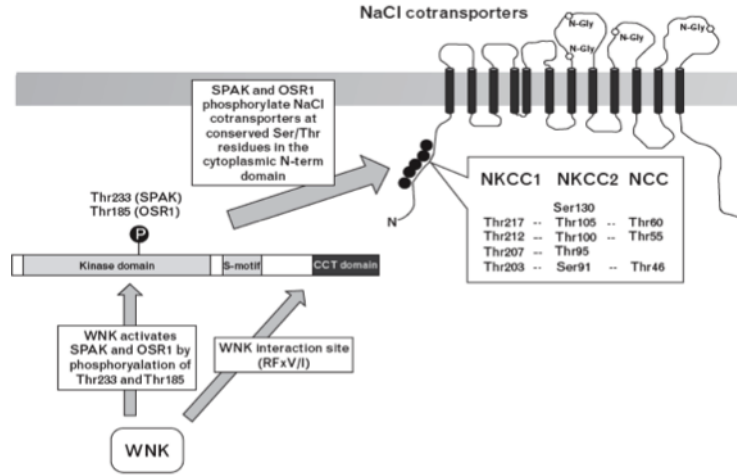 NaCl cotransporters
N-Gly
N-Gly
N-Gly
N-Gly
SPAK and OSR1
phosphorylate NaCl
cotransporters at
conserved Ser/Thr
residues in the
cytoplasmic N-term
domain
NKCC1 NKCC2 NCC
Ser130
Thr217 -- Thr105 -- Thr60
Thr212 -- Thr100 -- Thr55
Thr207 -- Thr95
Thr203 -- Ser91 -- Thr46
N
Thr233 (SPAK)
Thr185 (OSR1)
P
Kinase domain
S-motif
CCT domain
WNK activates
SPAK and OSR1 by
phosphoryalation of
Thr233 and Thr185
WNK interaction site
(RFxV/I)
WNK